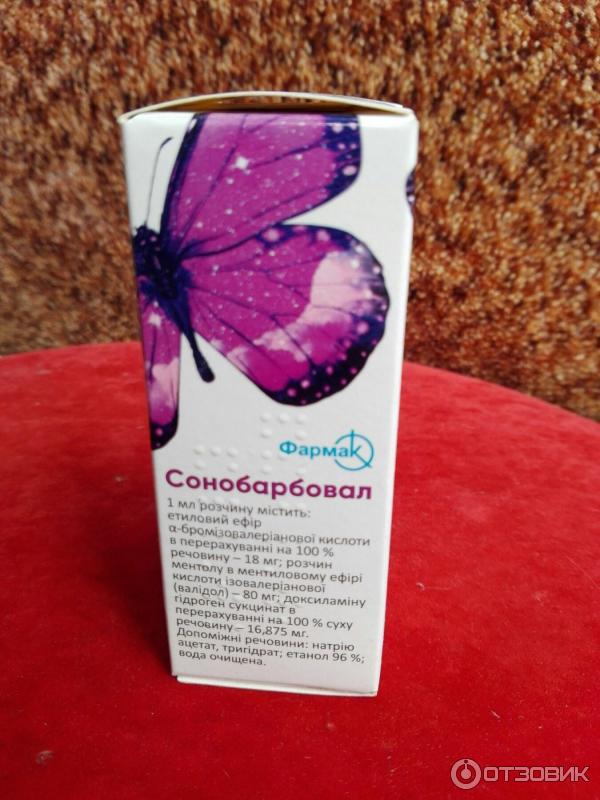 Фармак
Сонобарбовал
1 мл розчину містить:
етиловий ефір
α-бромізовалеріанової кислоти
в перерахуванні на 100 %
речовину – 18 мг; розчин
ментолу в ментиловому ефірі
кислоти ізовалеріанової
(валідол) – 80 мг; доксиламіну
гідроген сукцинат в
перерахуванні на 100 % суху
речовину – 16,875 мг.
Допоміжні речовини: натрію
ацетат, тригідрат; етанол 96 %;
вода очищена.
ОТЗОВИК